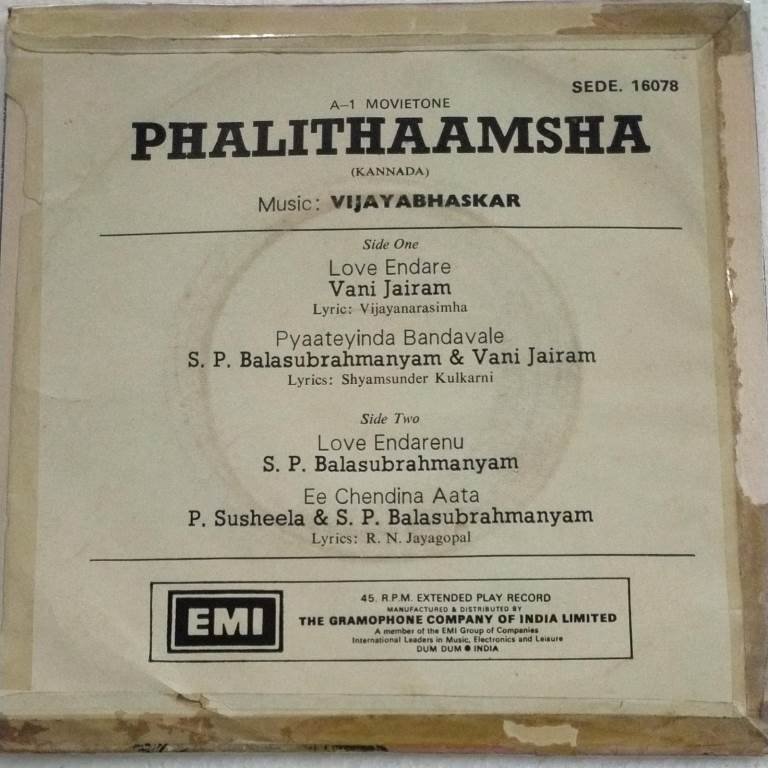 SEDE. 16078
A-1 MOVIETONE
PHALITHAAMSHA
(KANNADA)
Music: VIJAYABHASKAR
Side One
Love Endare
Vani Jairam
Lyric: Vijayanarasimha
Pyaateyinda Bandavale
S. P. Balasubrahmanyam & Vani Jairam
Lyrics: Shyamsunder Kulkarni
Side Two
Love Endarenu
S. P. Balasubrahmanyam
Ee Chendina Aata
P. Susheela & S. P. Balasubrahmanyam
Lyrics: R. N. Jayagopal
EMI
45. R.P.M. EXTENDED PLAY RECORD
MANUFACTURED & DISTRIBUTED BY
THE GRAMOPHONE COMPANY OF INDIA LIMITED
A member of the EMI Group of Companies
International Leaders in Music, Electronics and Leisure
DUM DUM ● INDIA